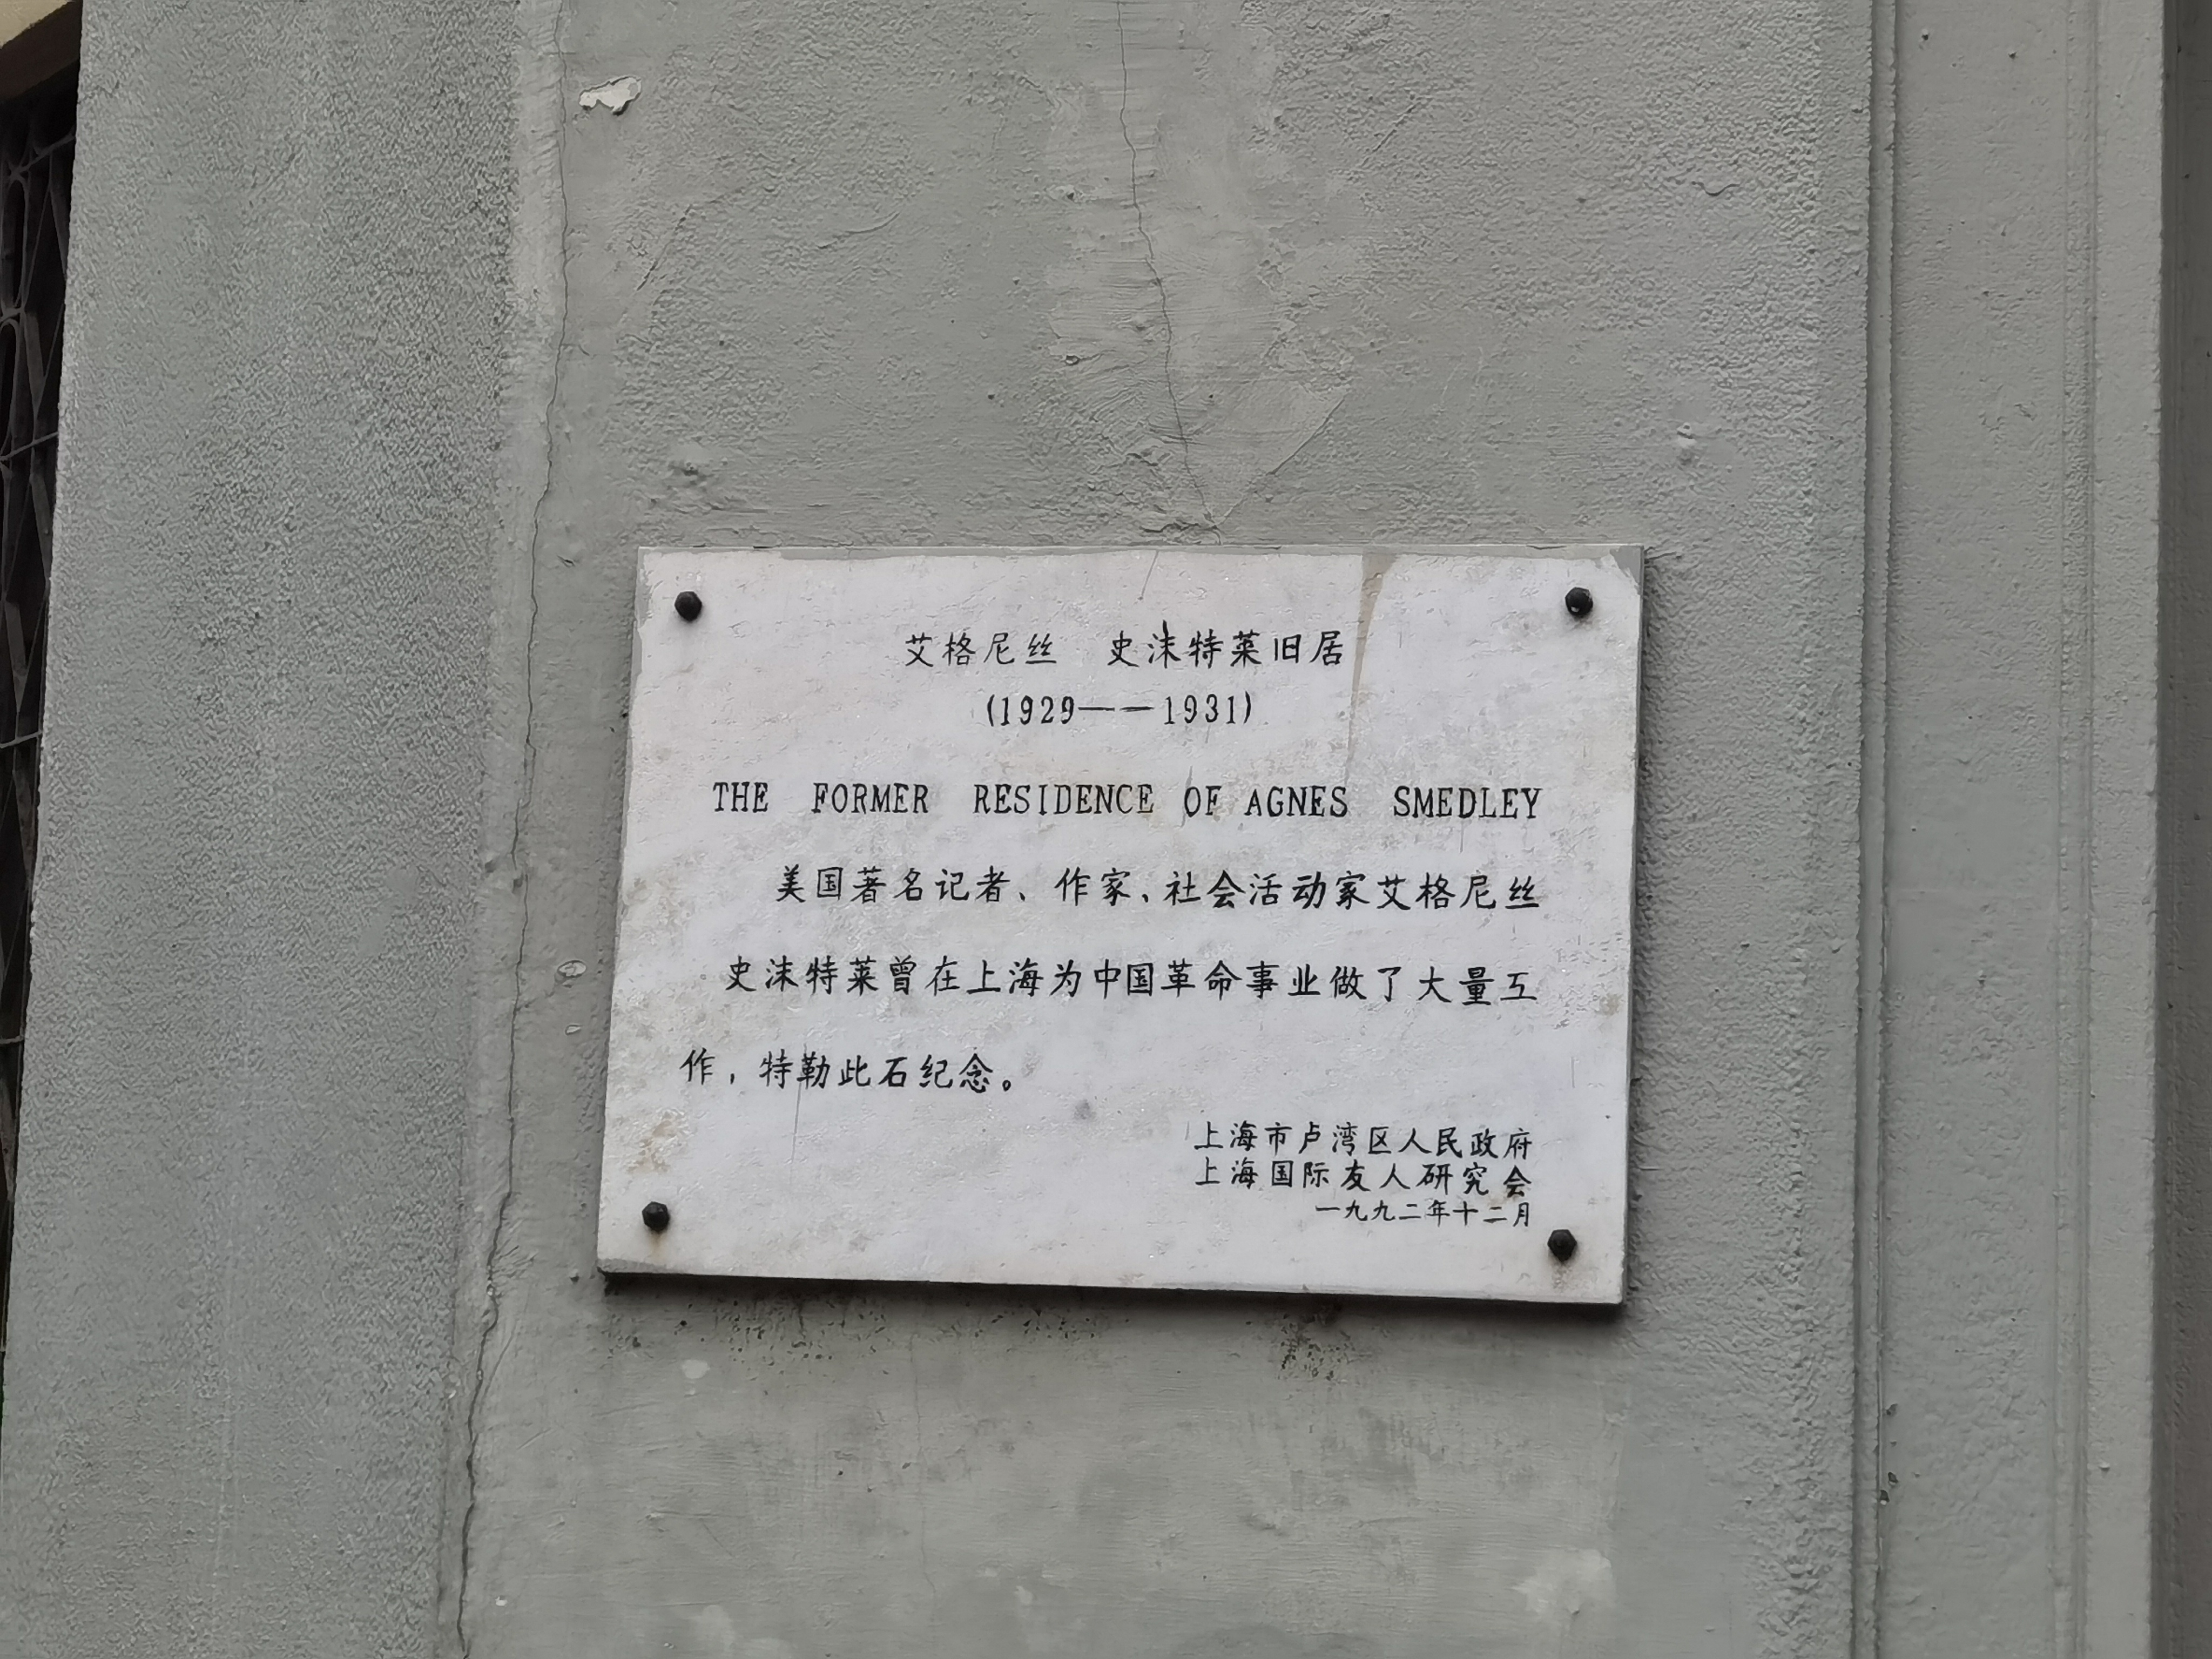 艾格尼丝 史沫特莱旧居
(1929——1931)
THE FORMER RESIDENCE OF AGNES SMEDLEY
美国著名记者、作家、社会活动家艾格尼丝
史沫特莱曾在上海为中国革命事业做了大量工
作，特勒此石纪念。
上海市卢湾区人民政府
上海国际友人研究会
一九九二年十二月